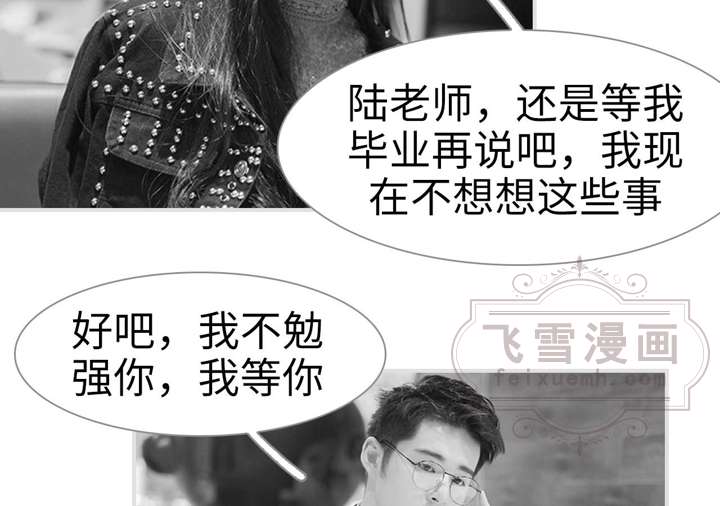 陆老师，还是等我
毕业再说吧，我现
在不想想这些事
好吧，我不勉
强你，我等你
飞雪漫画
feixuemh.com